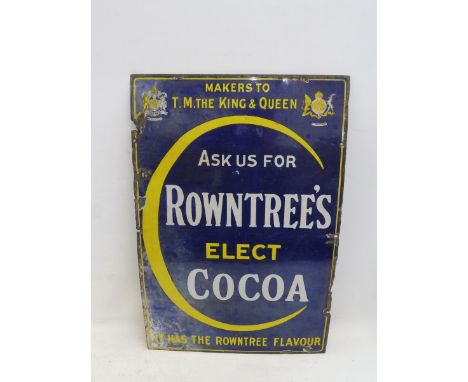 MAKERS TO
T.M. THE KING & QUEEN
ASK US FOR
ROWNTREE'S
ELECT
COCOA
IT HAS THE ROWNTREE FLAVOUR